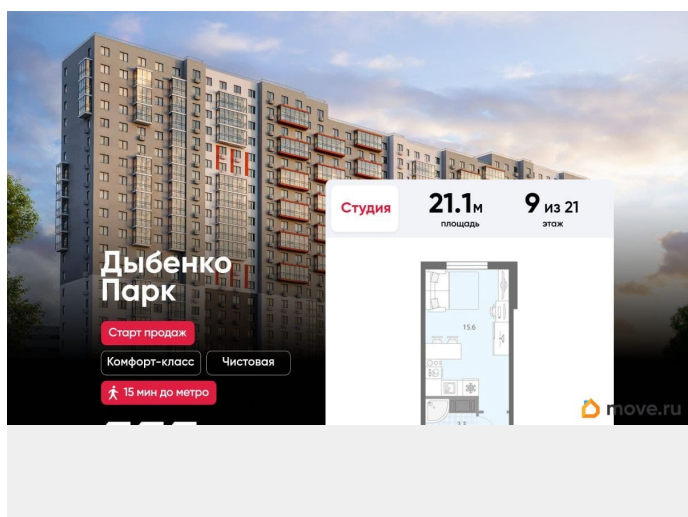 Студия
21.1м
площадь
9 из 21
этаж
Дыбенко
Парк
Старт продаж
Комфорт-класс
Чистовая
15 мин до метро
15.6
move.ru